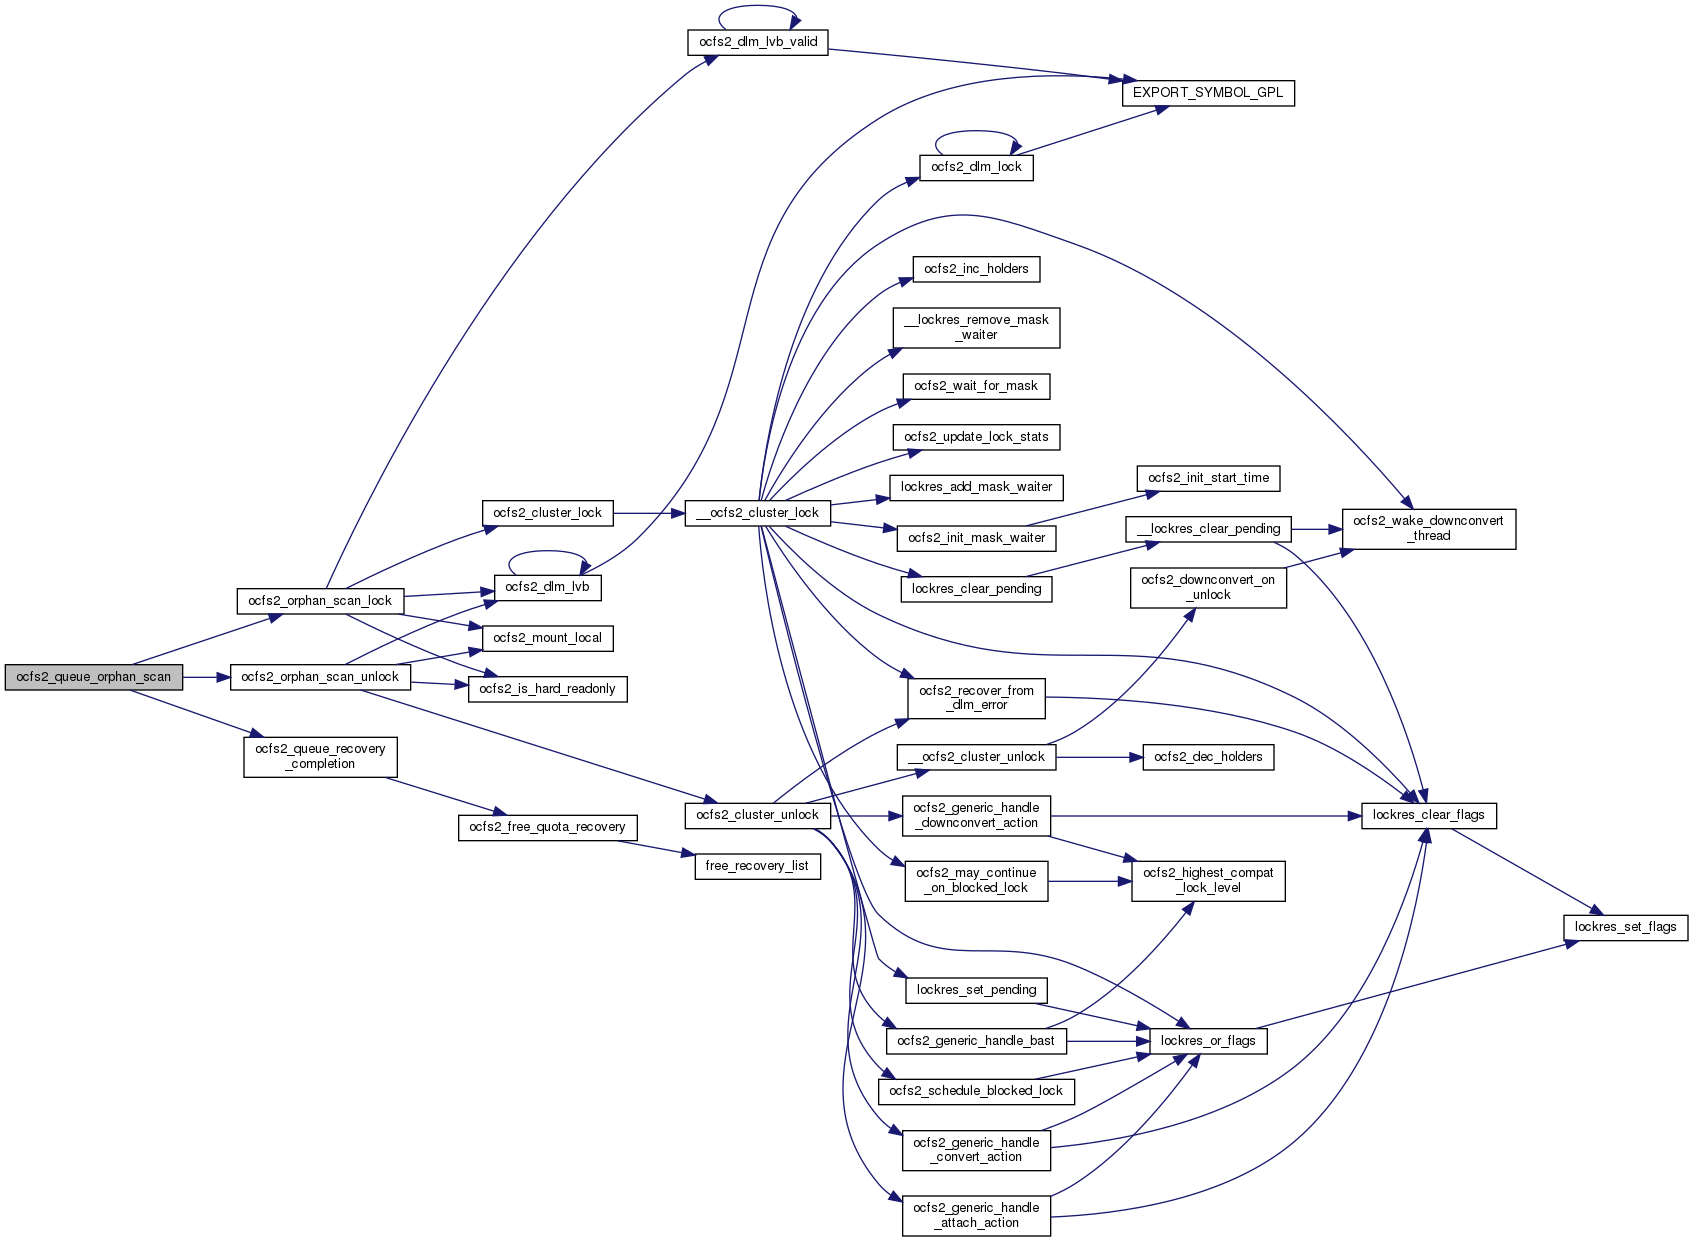 ocfs2_dlm_lvb_valid
EXPORT_SYMBOL_GPL
ocfs2_dlm_lock
ocfs2_inc_holders
__lockres_remove_mask
_waiter
ocfs2_wait_for_mask
ocfs2_update_lock_stats
ocfs2_init_start_time
lockres_add_mask_waiter
ocfs2_cluster_lock
__ocfs2_cluster_lock
ocfs2_wake_downconvert
_thread
__lockres_clear_pending
ocfs2_init_mask_waiter
ocfs2_dlm_lvb
lockres_clear_pending
ocfs2_downconvert_on
_unlock
ocfs2_orphan_scan_lock
ocfs2_mount_local
ocfs2_queue_orphan_scan
ocfs2_orphan_scan_unlock
ocfs2_is_hard_readonly
ocfs2_recover_from
_dlm_error
ocfs2_queue_recovery
_completion
__ocfs2_cluster_unlock
ocfs2_dec_holders
ocfs2_cluster_unlock
ocfs2_generic_handle
_downconvert_action
lockres_clear_flags
ocfs2_free_quota_recovery
free_recovery_list
ocfs2_may_continue
_on_blocked_lock
ocfs2_highest_compat
_lock_level
lockres_set_flags
lockres_set_pending
ocfs2_generic_handle_bast
lockres_or_flags
ocfs2_schedule_blocked_lock
ocfs2_generic_handle
_convert_action
ocfs2_generic_handle
_attach_action